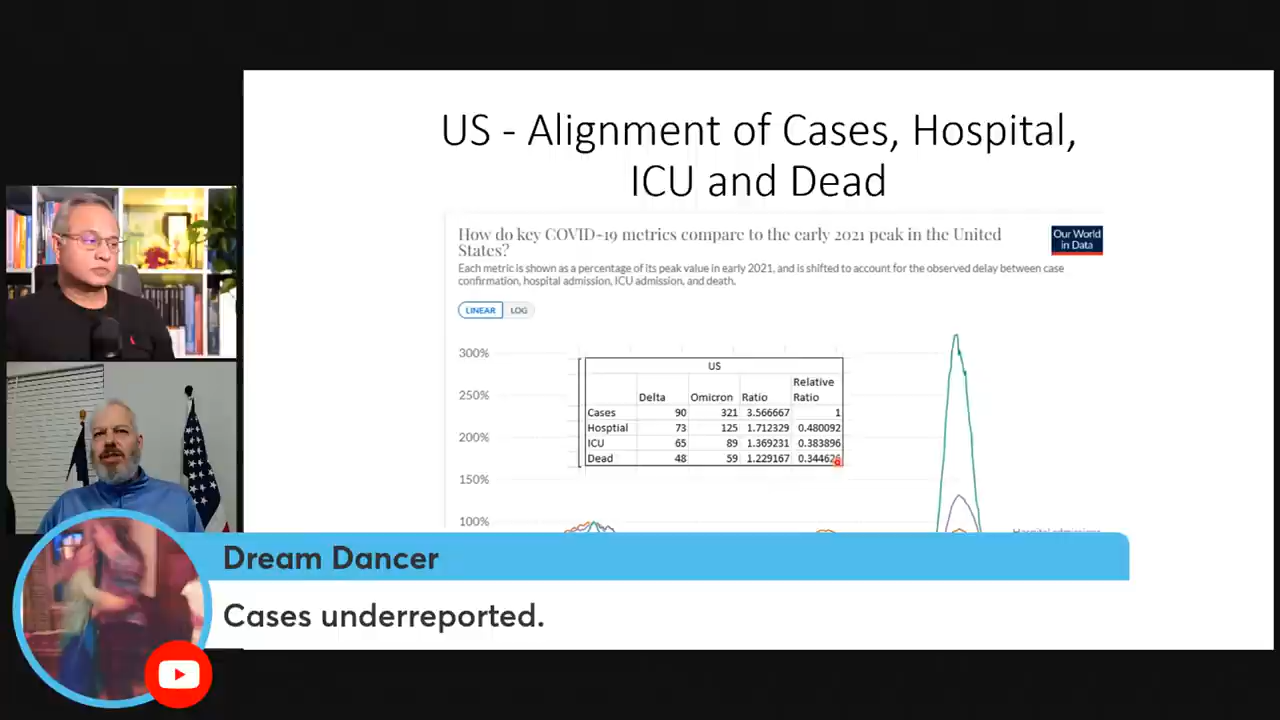 US - Alignment of Cases, Hospital,
ICU and Dead
How do key COVID-19 metrics compare to the early 2021 peak in the United
States?
Each metric is shown as a percentage of its peak value in early 2021, and is shifted to account for the observed delay between case
confirmation, hospital admission, ICU admission, and death.
Our World
in Data
LINEAR LOG
300%
250%
200%
150%
100%
US
Delta Omicron Ratio Relative Ratio
Cases 90 321 3.566667 1
Hosptial 73 125 1.712329 0.480092
ICU 65 89 1.369231 0.383896
Dead 48 59 1.229167 0.344626
Hospital admissions
Dream Dancer
Cases underreported.